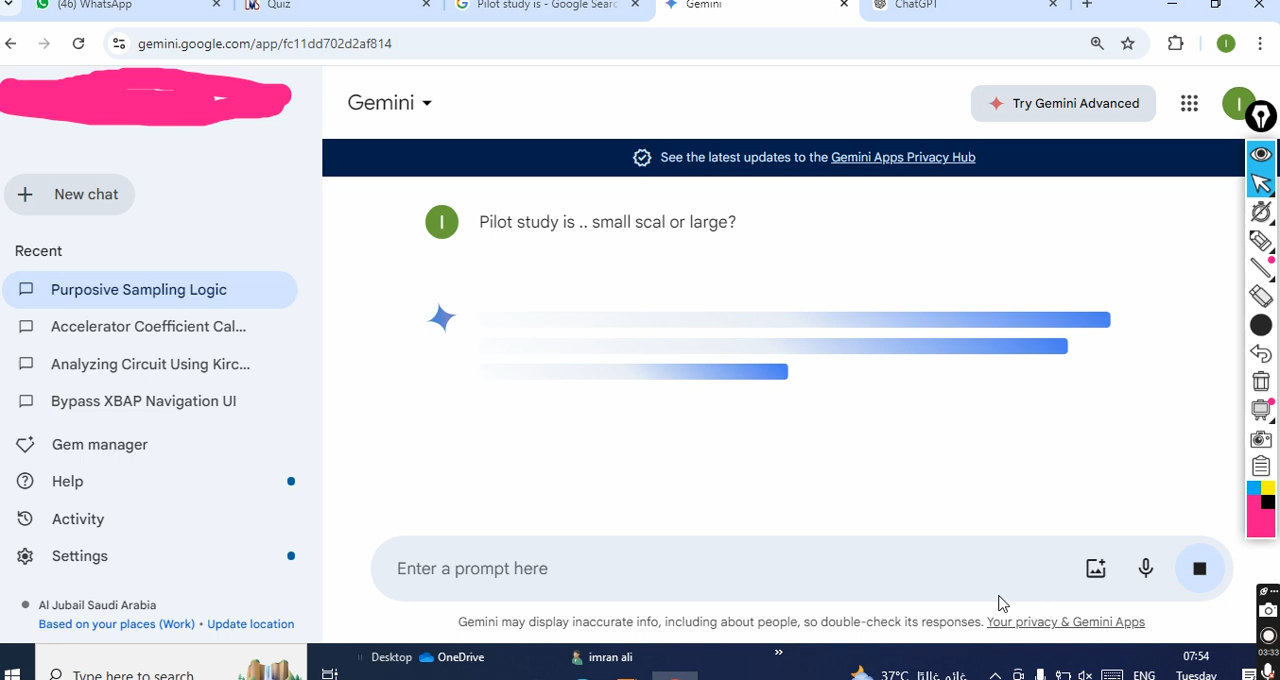 (46) WhatsApp
Quiz
Pilot study is - Google Searc
Gemini
ChatGPT
gemini.google.com/app/fc11dd702d2af814
Gemini
Try Gemini Advanced
I
See the latest updates to the Gemini Apps Privacy Hub
New chat
Recent
Purposive Sampling Logic
Accelerator Coefficient Cal...
Analyzing Circuit Using Kirc...
Bypass XBAP Navigation UI
Gem manager
Help
Activity
Settings
Al Jubail Saudi Arabia
Based on your places (Work) • Update location
I
Pilot study is .. small scal or large?
Enter a prompt here
Gemini may display inaccurate info, including about people, so double-check its responses. Your privacy & Gemini Apps
03:33
Type here to search
Desktop
OneDrive
imran ali
37°C
ENG
07:54
Tuesday